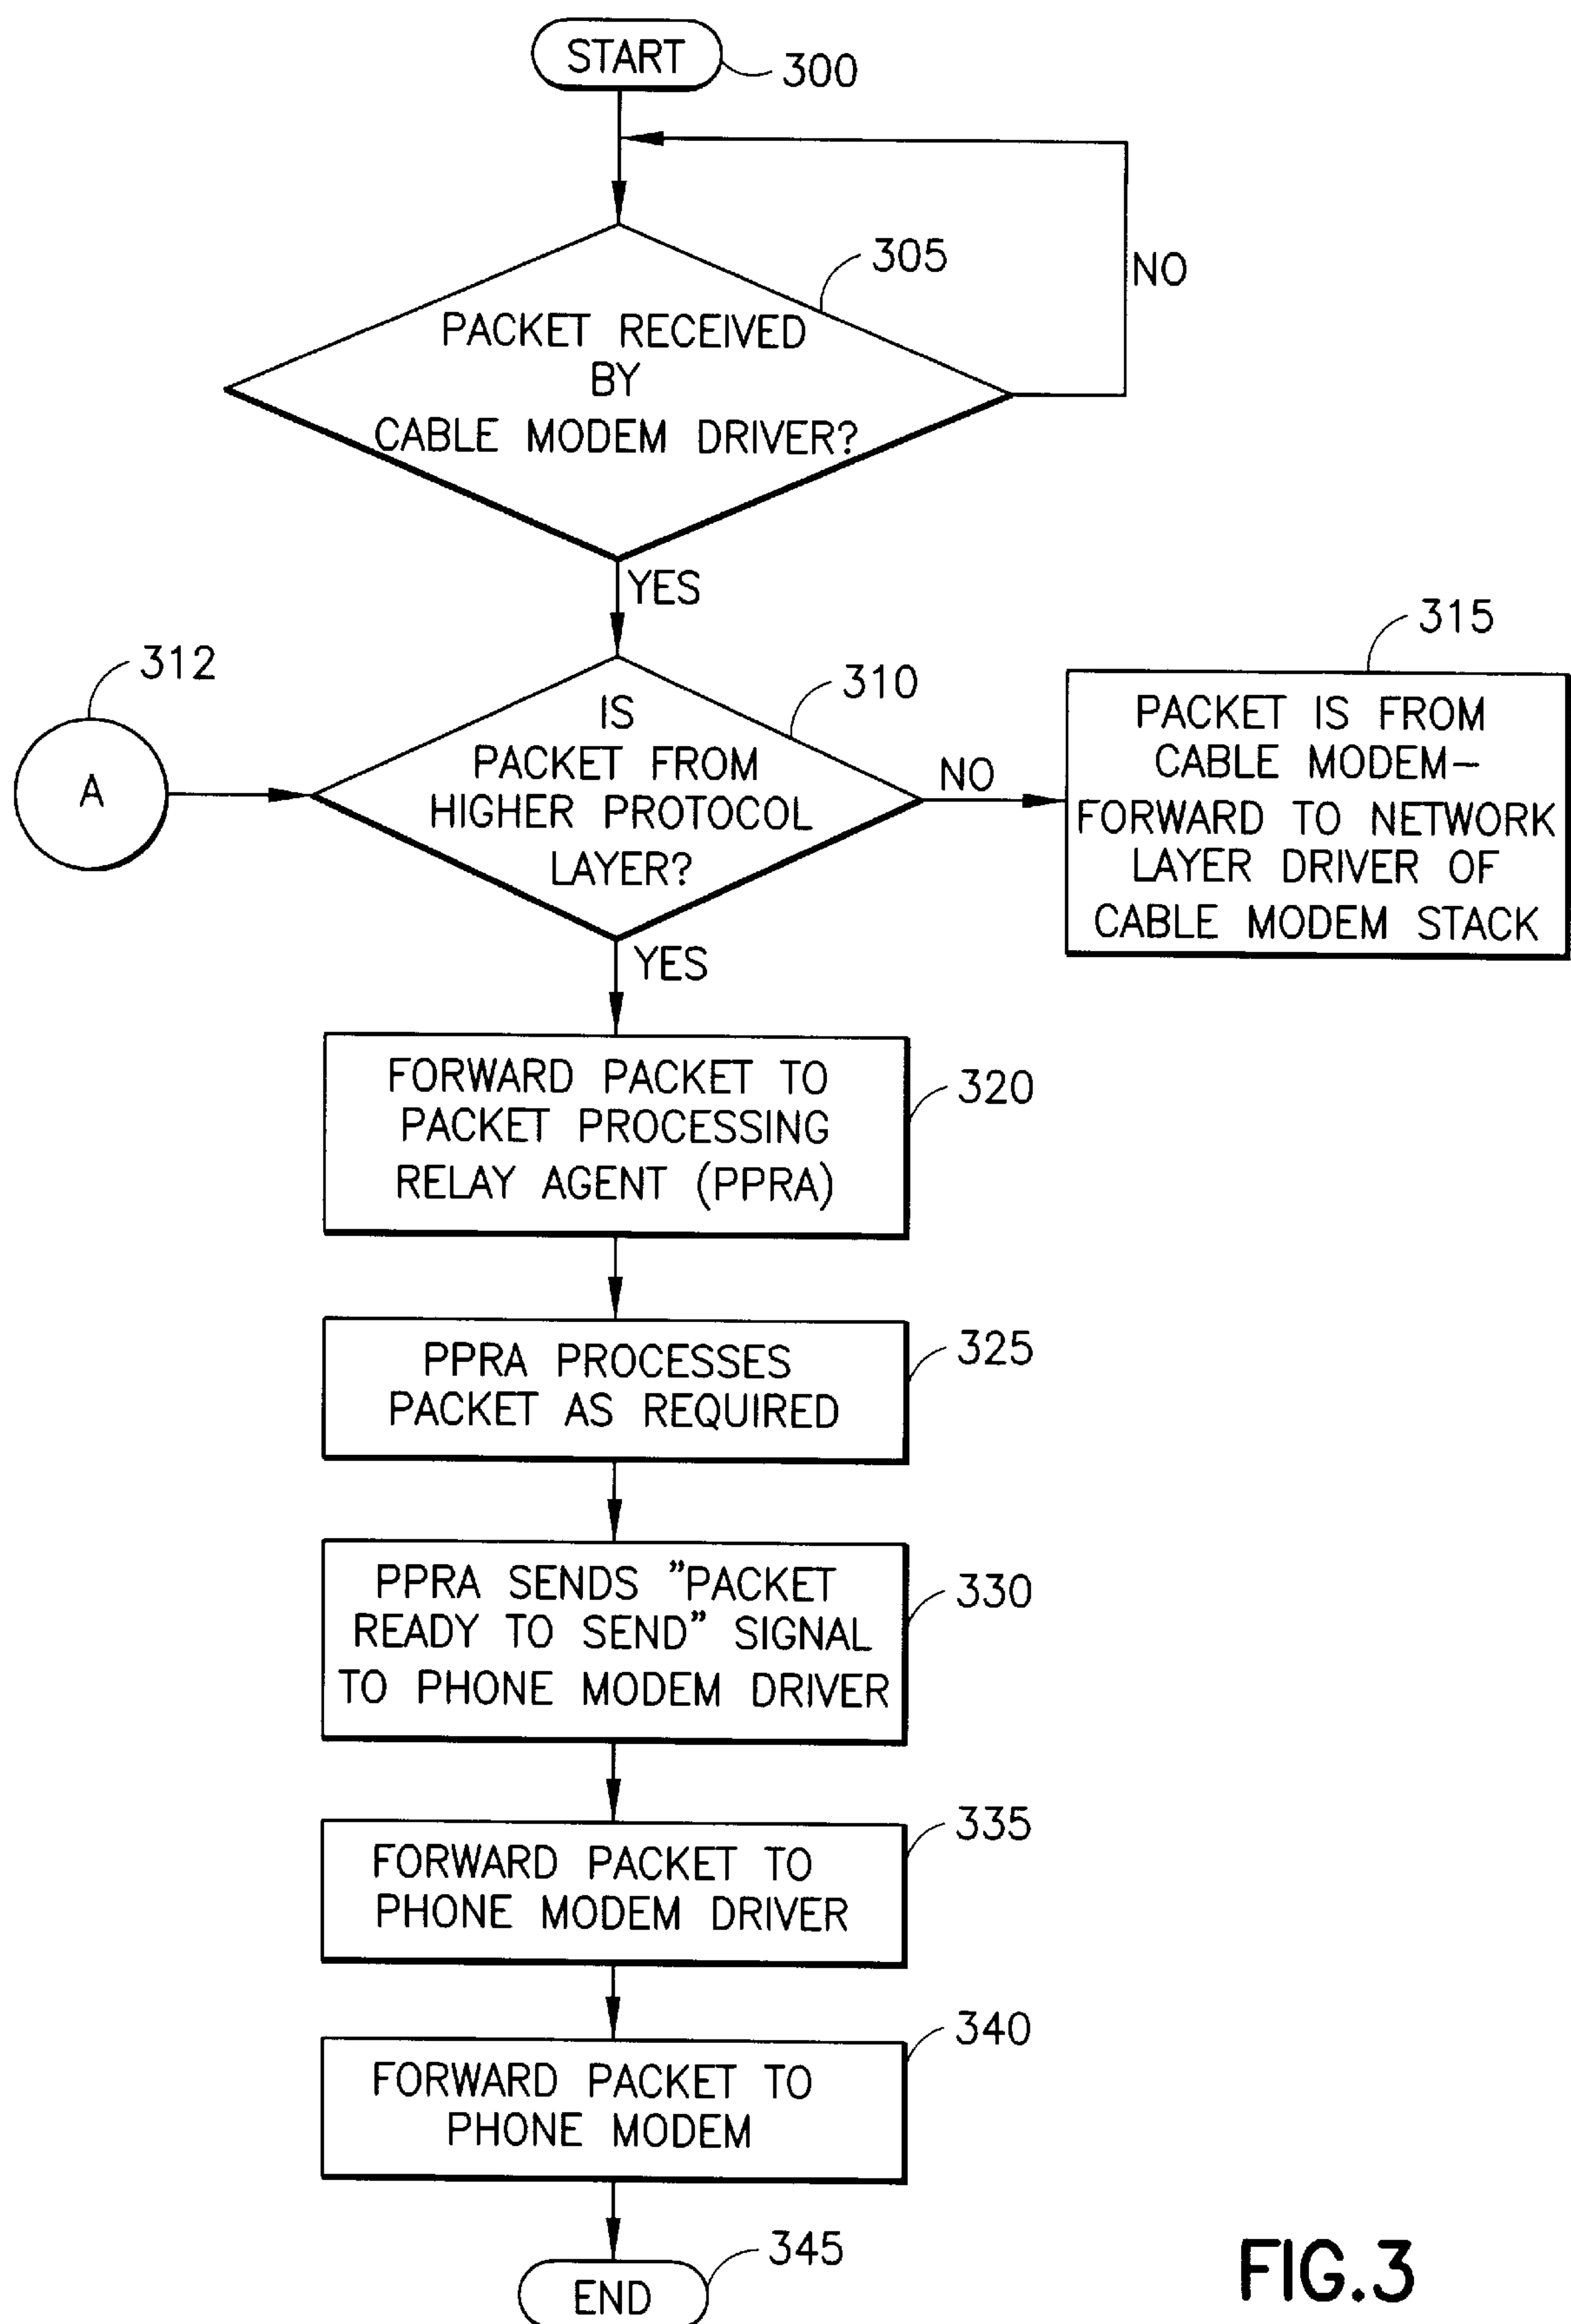 START
300
305
NO
PACKET RECEIVED
BY
CABLE MODEM DRIVER?
YES
312
A
310
IS
PACKET FROM
HIGHER PROTOCOL
LAYER?
NO
315
PACKET IS FROM
CABLE MODEM–
FORWARD TO NETWORK
LAYER DRIVER OF
CABLE MODEM STACK
YES
FORWARD PACKET TO
PACKET PROCESSING
RELAY AGENT (PPRA)
320
PPRA PROCESSES
PACKET AS REQUIRED
325
PPRA SENDS ”PACKET
READY TO SEND” SIGNAL
TO PHONE MODEM DRIVER
330
FORWARD PACKET TO
PHONE MODEM DRIVER
335
FORWARD PACKET TO
PHONE MODEM
340
END
345
FIG.3